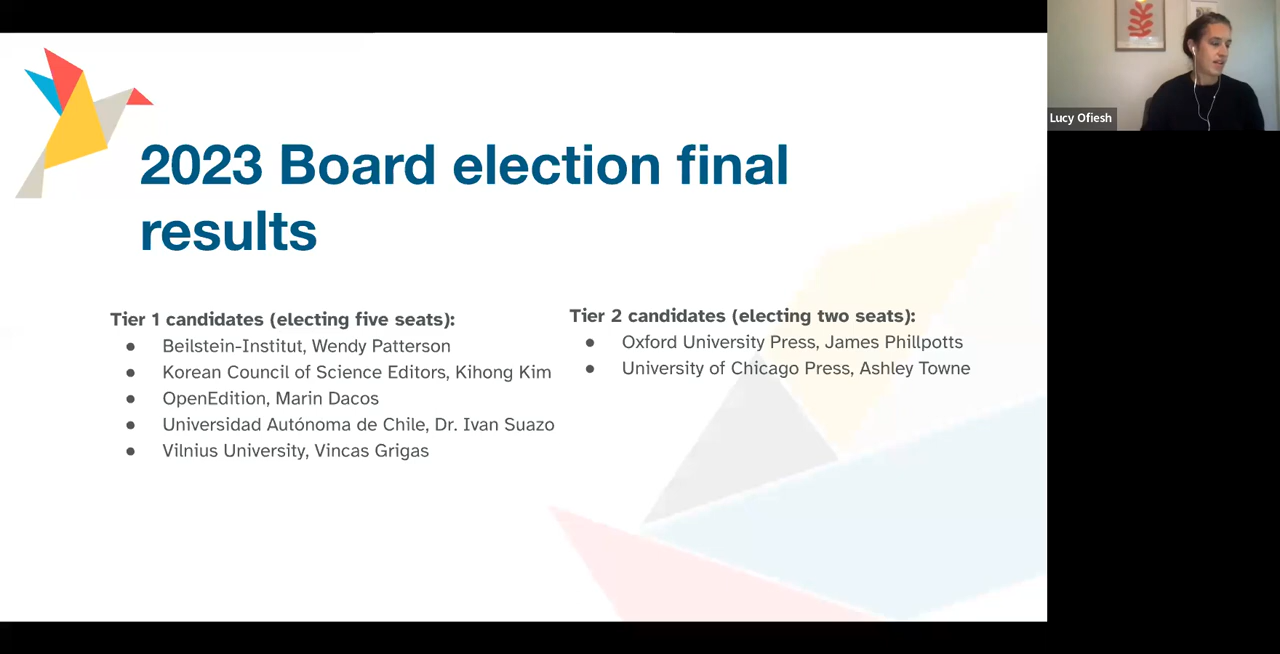 2023 Board election final
results
Tier 1 candidates (electing five seats):
● Beilstein-Institut, Wendy Patterson
● Korean Council of Science Editors, Kihong Kim
● OpenEdition, Marin Dacos
● Universidad Autónoma de Chile, Dr. Ivan Suazo
● Vilnius University, Vincas Grigas
Tier 2 candidates (electing two seats):
● Oxford University Press, James Phillpotts
● University of Chicago Press, Ashley Towne
Lucy Ofiesh